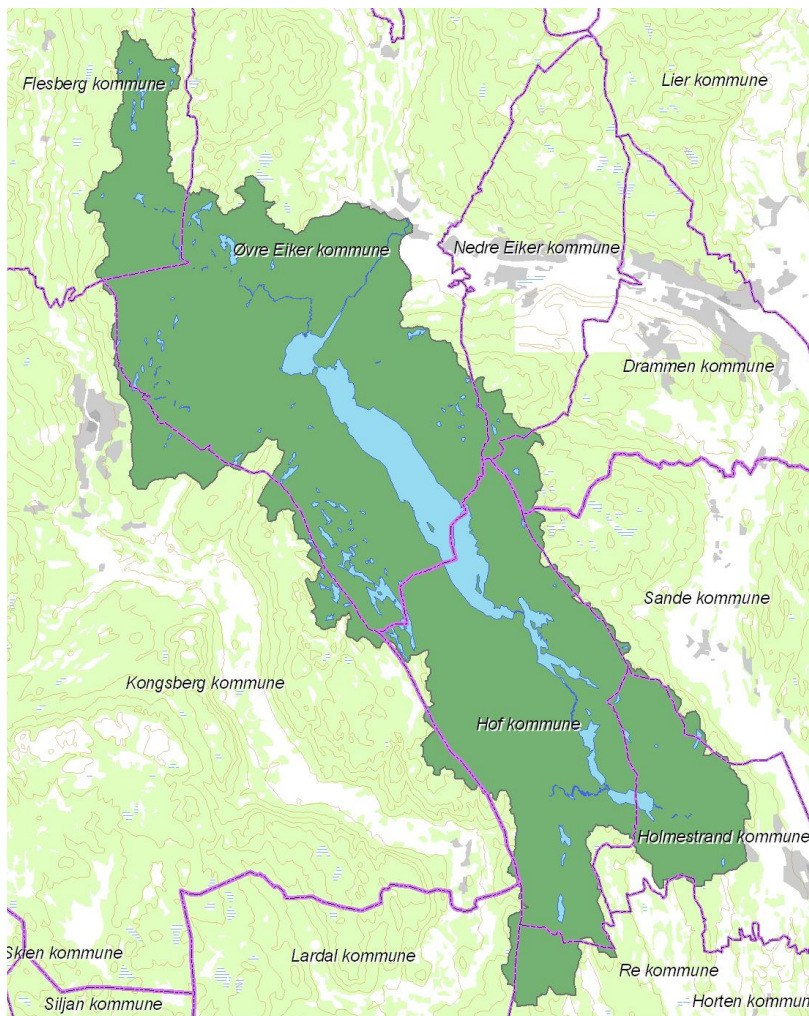 Flesberg kommune
Lier kommune
Øvre Eiker kommune
Nedre Eiker kommune
Drammen kommune
Sande kommune
Kongsberg kommune
Hof kommune
Holmestrand kommune
Skien kommune
Lardal kommune
Re kommune
Siljan kommune
Horten kommun